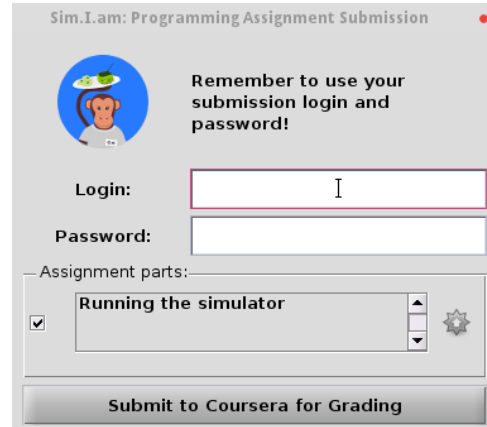 Sim.I.am: Programming Assignment Submission
Remember to use your
submission login and
password!
Login:
Password:
Assignment parts:
Running the simulator
Submit to Coursera for Grading